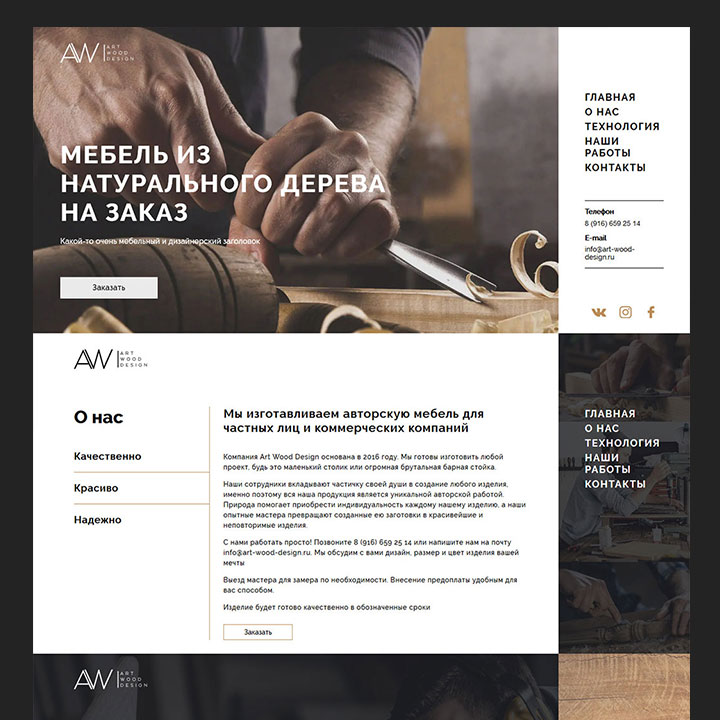 AW
ART
WOOD
DESIGN
МЕБЕЛЬ ИЗ
НАТУРАЛЬНОГО ДЕРЕВА
НА ЗАКАЗ
Какой-то очень мебельный и дизайнерский заголовок
Заказать
ГЛАВНАЯ
О НАС
ТЕХНОЛОГИЯ
НАШИ
РАБОТЫ
КОНТАКТЫ
Телефон
8 (916) 659 25 14
E-mail
info@art-wood-
design.ru
AW
ART
WOOD
DESIGN
О нас
Качественно
Красиво
Надежно
Мы изготавливаем авторскую мебель для
частных лиц и коммерческих компаний
Компания Art Wood Design основана в 2016 году. Мы готовы изготовить любой
проект, будь это маленький столик или огромная брутальная барная стойка.
Наши сотрудники вкладывают частичку своей души в создание любого изделия,
именно поэтому вся наша продукция является уникальной авторской работой.
Природа помогает приобрести индивидуальность каждому нашему изделию, а наши
опытные мастера превращают созданные ею заготовки в красивейшие и
неповторимые изделия.
С нами работать просто! Позвоните 8 (916) 659 25 14 или напишите нам на почту
info@art-wood-design.ru. Мы обсудим с вами дизайн, размер и цвет изделия вашей
мечты
Выезд мастера для замера по необходимости. Внесение предоплаты удобным для
вас способом.
Изделие будет готово качественно в обозначенные сроки
Заказать
ГЛАВНАЯ
О НАС
ТЕХНОЛОГИЯ
НАШИ
РАБОТЫ
КОНТАКТЫ
AW
ART
WOOD
DESIGN